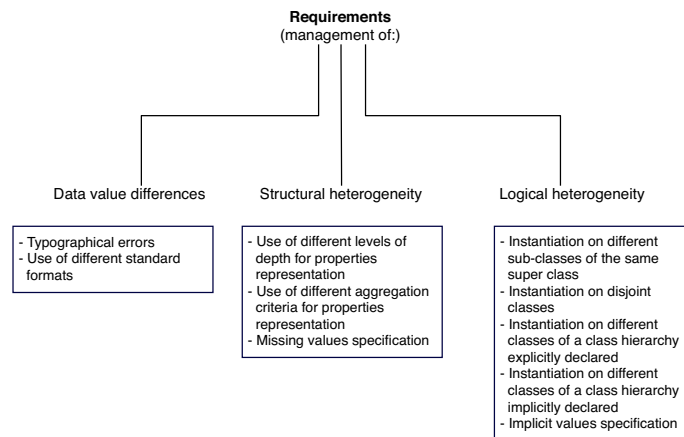 Requirements
(management of:)
Data value differences
Structural heterogeneity
Logical heterogeneity
- Typographical errors
- Use of different standard
formats
- Use of different levels of
depth for properties
representation
- Use of different aggregation
criteria for properties
representation
- Missing values specification
- Instantiation on different
sub-classes of the same
super class
- Instantiation on disjoint
classes
- Instantiation on different
classes of a class hierarchy
explicitly declared
- Instantiation on different
classes of a class hierarchy
implicitly declared
- Implicit values specification